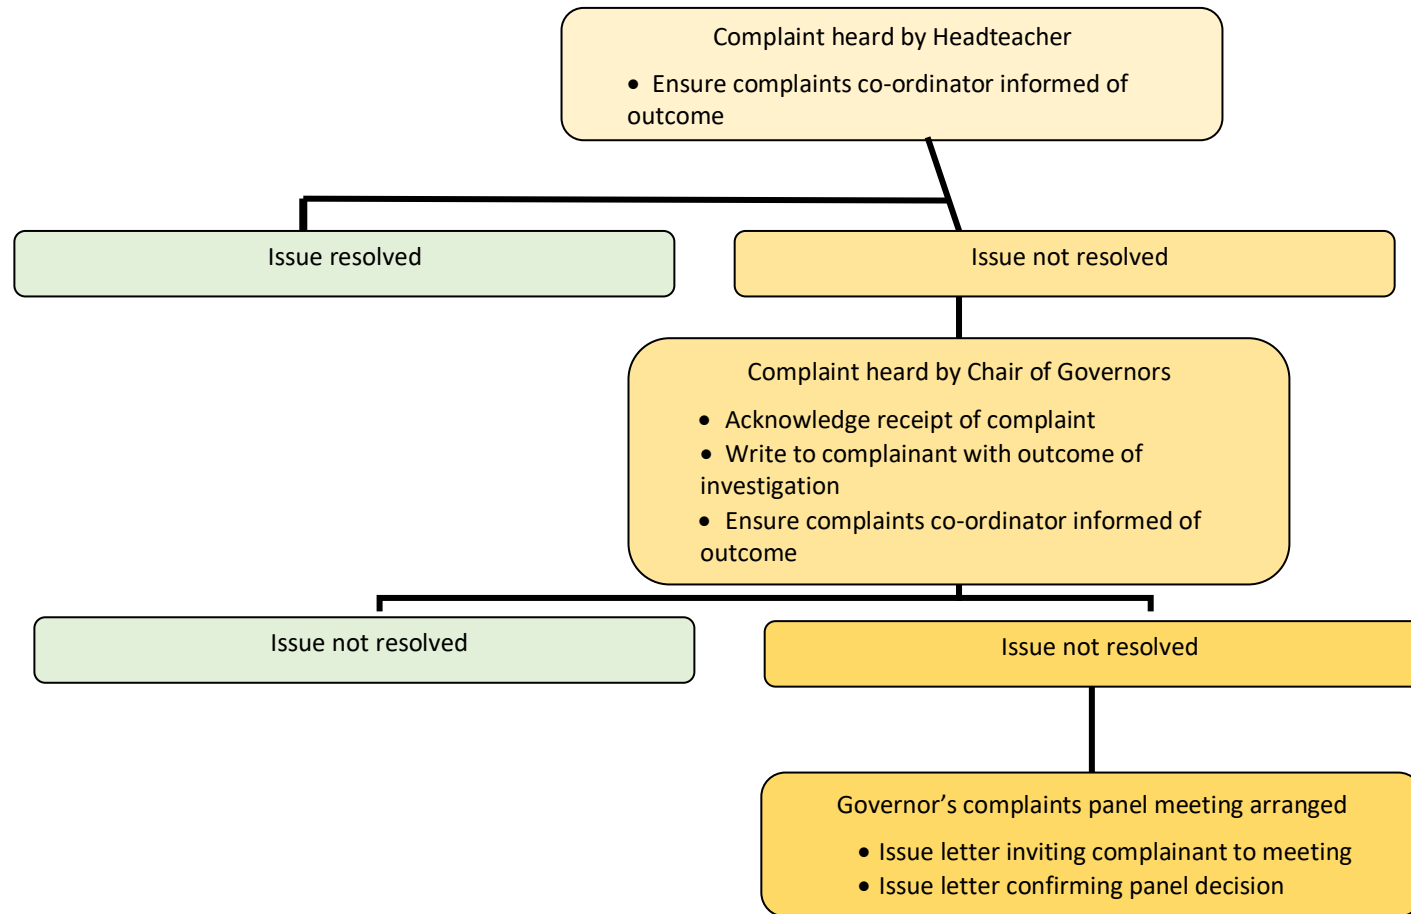 Complaint heard by Headteacher
• Ensure complaints co-ordinator informed of
outcome
Issue resolved
Issue not resolved
Complaint heard by Chair of Governors
• Acknowledge receipt of complaint
• Write to complainant with outcome of
investigation
• Ensure complaints co-ordinator informed of
outcome
Issue not resolved
Issue not resolved
Governor’s complaints panel meeting arranged
• Issue letter inviting complainant to meeting
• Issue letter confirming panel decision